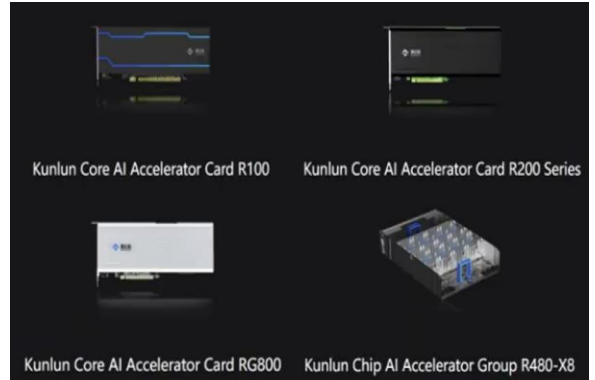 Kunlun Core AI Accelerator Card R100
Kunlun Core AI Accelerator Card R200 Series
Kunlun Core AI Accelerator Card RG800
Kunlun Chip AI Accelerator Group R480-X8